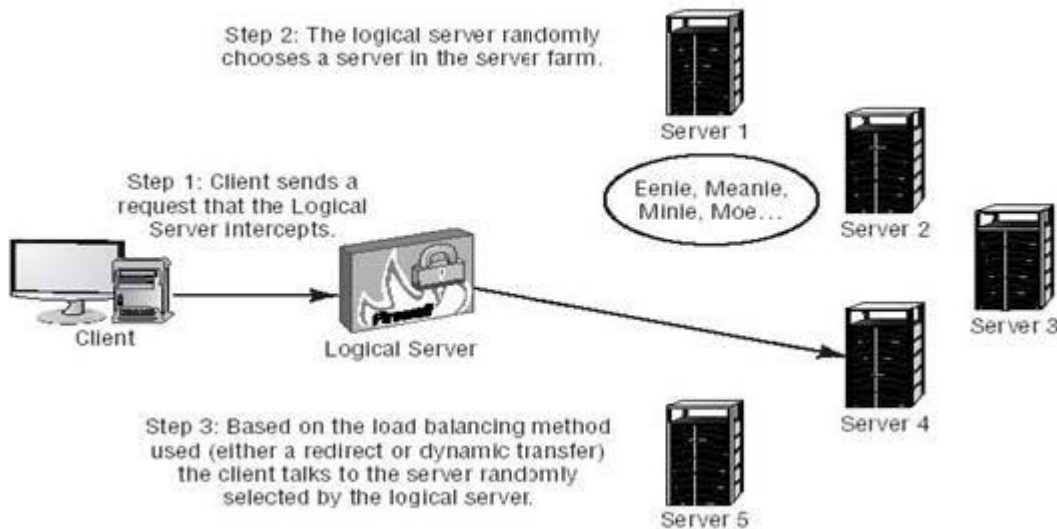 Step 2: The logical server randomly
chooses a server in the server farm.
Server 1
Step 1: Client sends a
request that the Logical
Server intercepts.
Eenie, Meanie,
Minie, Moe...
Server 2
Firewall
Client
Logical Server
Server 3
Server 4
Step 3: Based on the load balancing method
used (either a redirect or dynamic transfer)
the client talks to the server randomly
selected by the logical server.
Server 5